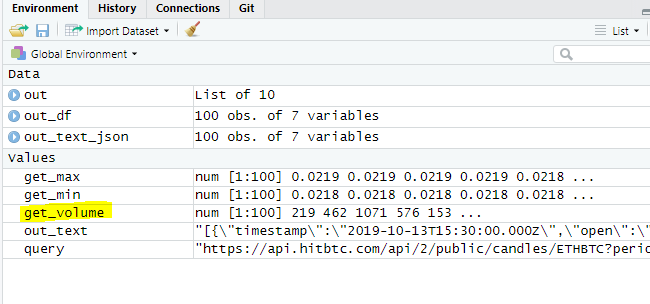 Environment History Connections Git
Import Dataset List
Global Environment
Data
out List of 10
out_df 100 obs. of 7 variables
out_text_json 100 obs. of 7 variables
Values
get_max num [1:100] 0.0219 0.0219 0.0219 0.0219 0.0218 ...
get_min num [1:100] 0.0218 0.0218 0.0219 0.0218 0.0218 ...
get_volume num [1:100] 219 462 1071 576 153 ...
out_text "[{\"timestamp\":\"2019-10-13T15:30:00.000Z\",\"open\":\"
query "https://api.hitbtc.com/api/2/public/candles/ETHBTC?perio